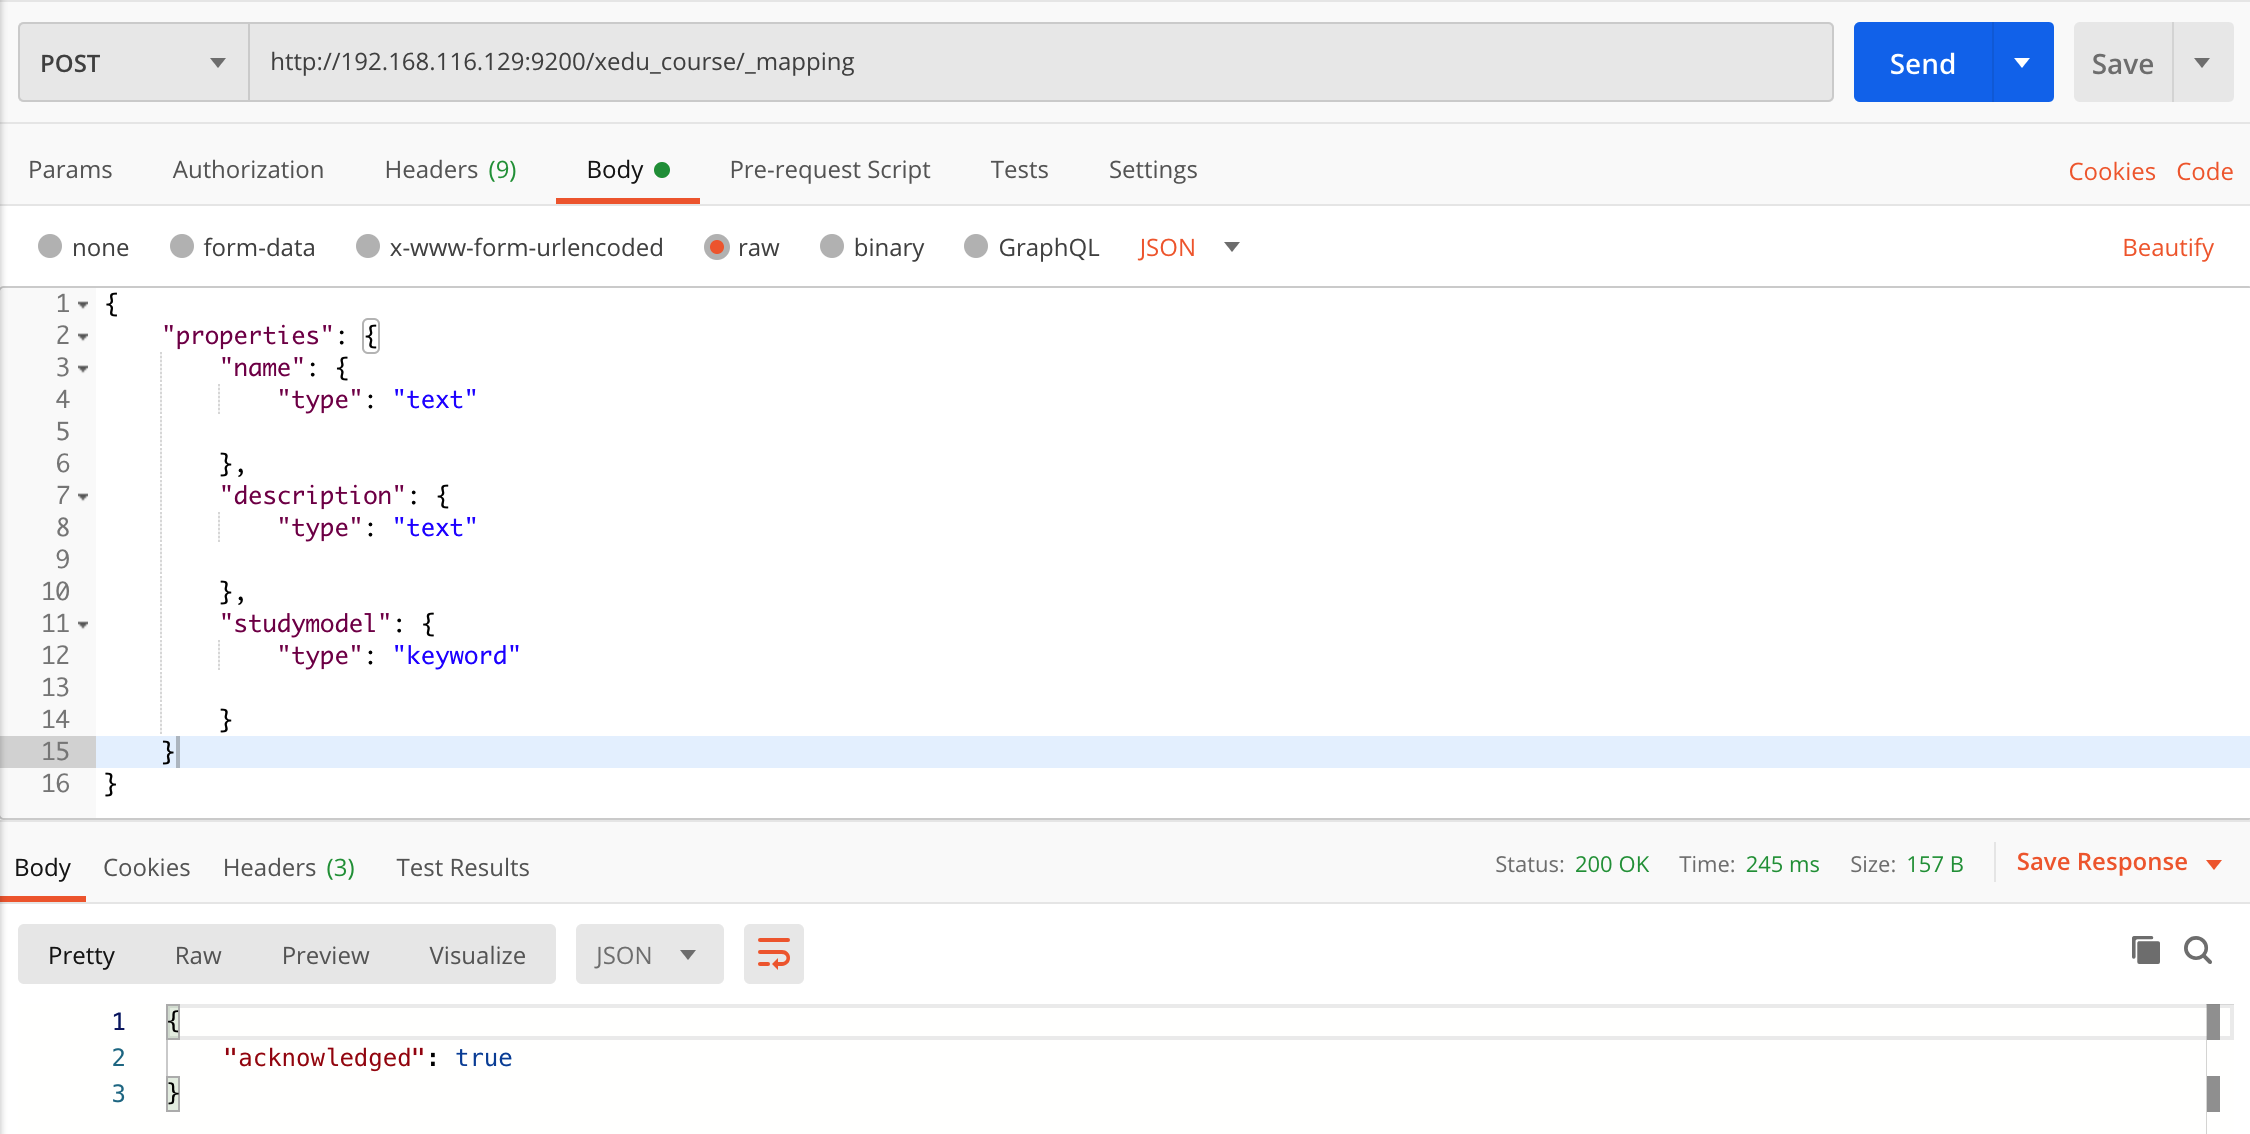 POST http://192.168.116.129:9200/xedu_course/_mapping Send Save
Params Authorization Headers (9) Body Pre-request Script Tests Settings Cookies Code
none form-data x-www-form-urlencoded raw binary GraphQL JSON Beautify
1 {
2 "properties": {
3 "name": {
4 "type": "text"
5
6 },
7 "description": {
8 "type": "text"
9
10 },
11 "studymodel": {
12 "type": "keyword"
13
14 }
15 }
16 }
Body Cookies Headers (3) Test Results Status: 200 OK Time: 245 ms Size: 157 B Save Response
Pretty Raw Preview Visualize JSON
1 {
2 "acknowledged": true
3 }